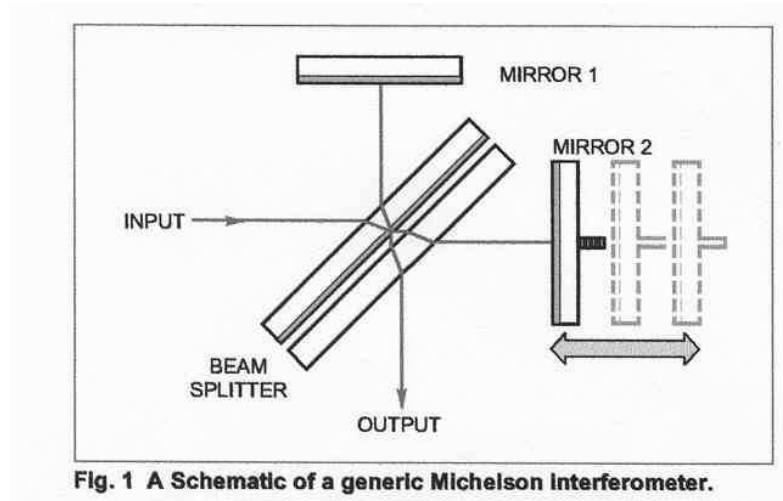 MIRROR 1
MIRROR 2
INPUT
BEAM
SPLITTER
OUTPUT
Fig. 1 A Schematic of a generic Michelson interferometer.